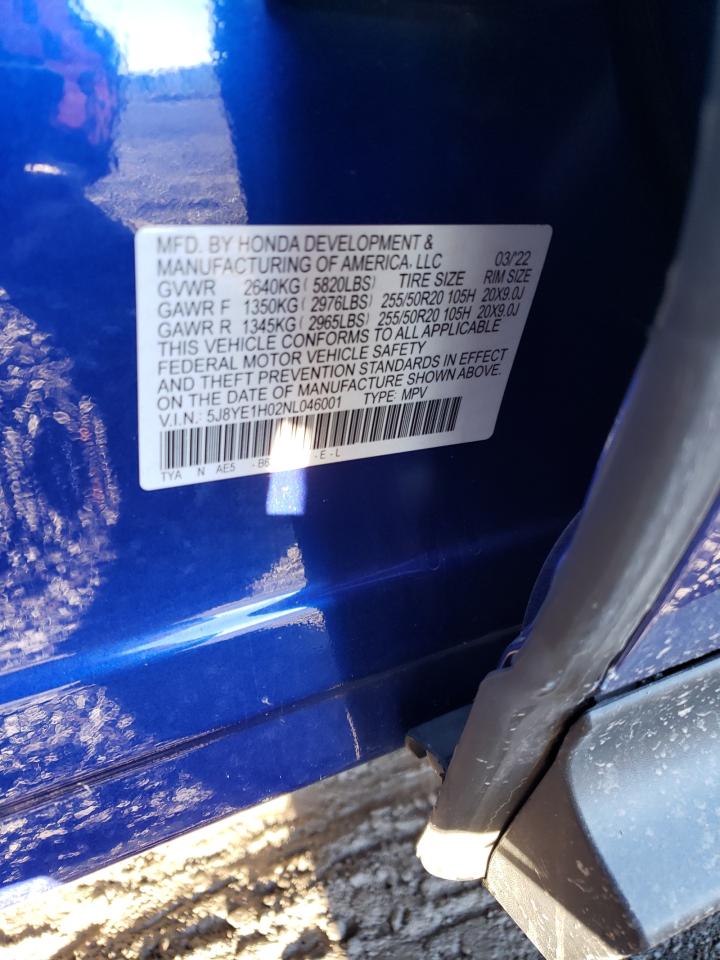 MFD. BY HONDA DEVELOPMENT &
MANUFACTURING OF AMERICA, LLC 03/'22
GVWR 2640KG ( 5820LBS) TIRE SIZE RIM SIZE
GAWR F 1350KG ( 2976LBS) 255/50R20 105H 20X9.0J
GAWR R 1345KG ( 2965LBS) 255/50R20 105H 20X9.0J
THIS VEHICLE CONFORMS TO ALL APPLICABLE
FEDERAL MOTOR VEHICLE SAFETY
AND THEFT PREVENTION STANDARDS IN EFFECT
ON THE DATE OF MANUFACTURE SHOWN ABOVE.
V.I.N.: 5J8YE1H02NL046001 TYPE: MPV
TYA N AE5 - E - L